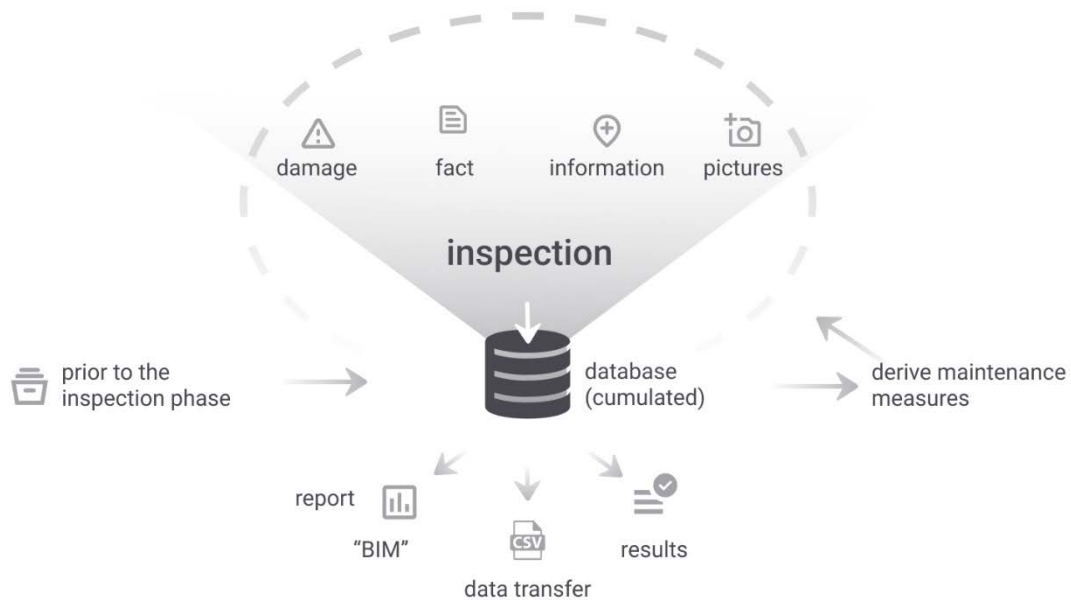 damage
fact
information
pictures
inspection
prior to the
inspection phase
database
(cumulated)
derive maintenance
measures
report
"BIM"
CSV
data transfer
results